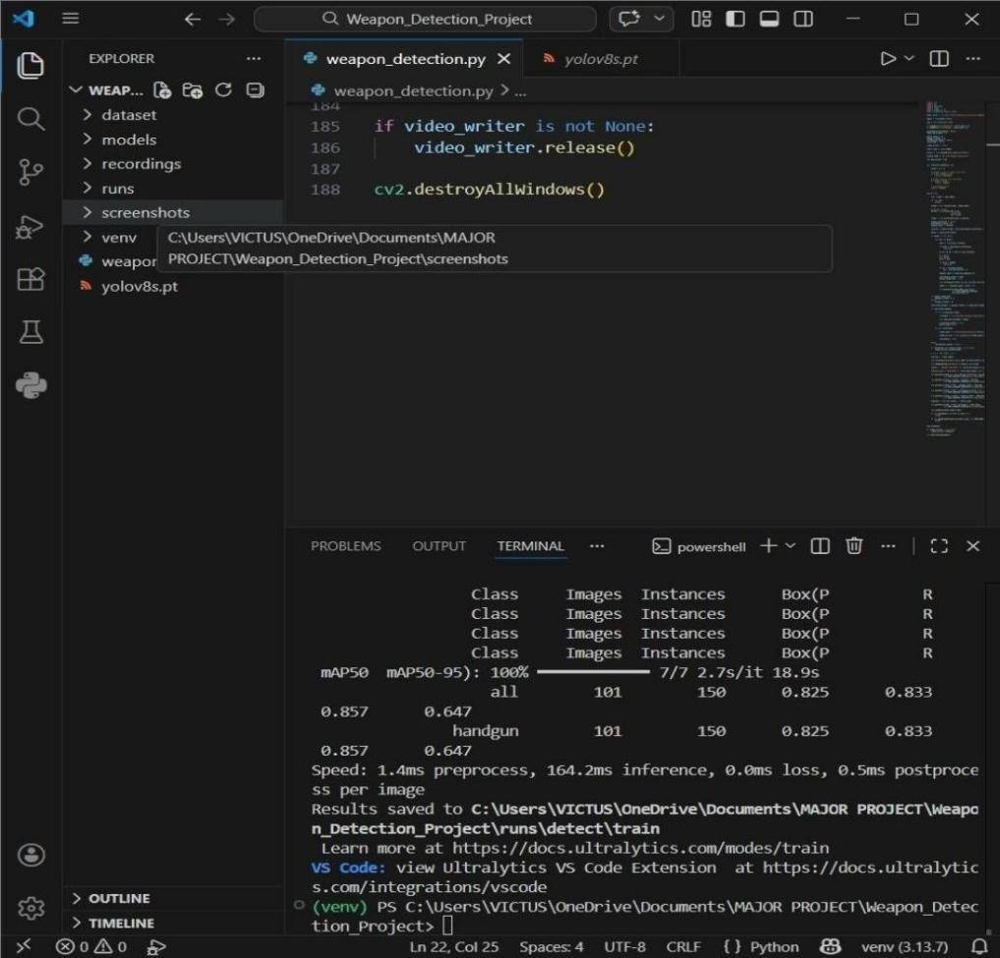 Weapon_Detection_Project
EXPLORER
WEAP...
dataset
models
recordings
runs
screenshots
venv
weapon
yolov8s.pt
C:\Users\VICTUS\OneDrive\Documents\MAJOR
PROJECT\Weapon_Detection_Project\screenshots
OUTLINE
TIMELINE
weapon_detection.py
yolov8s.pt
weapon_detection.py > ...
184
185 if video_writer is not None:
186 video_writer.release()
187
188 cv2.destroyAllWindows()
PROBLEMS OUTPUT TERMINAL ... powershell
Class Images Instances Box(P R
Class Images Instances Box(P R
Class Images Instances Box(P R
Class Images Instances Box(P R
mAP50 mAP50-95): 100% 7/7 2.7s/it 18.9s
all 101 150 0.825 0.833
0.857 0.647
handgun 101 150 0.825 0.833
0.857 0.647
Speed: 1.4ms preprocess, 164.2ms inference, 0.0ms loss, 0.5ms postproce
ss per image
Results saved to C:\Users\VICTUS\OneDrive\Documents\MAJOR PROJECT\Weapo
n_Detection_Project\runs\detect\train
Learn more at https://docs.ultralytics.com/modes/train
VS Code: view Ultralytics VS Code Extension at https://docs.ultralytic
s.com/integrations/vscode
(venv) PS C:\Users\VICTUS\OneDrive\Documents\MAJOR PROJECT\Weapon_Detec
tion_Project>
0 0 Ln 22, Col 25 Spaces: 4 UTF-8 CRLF { } Python venv (3.13.7)